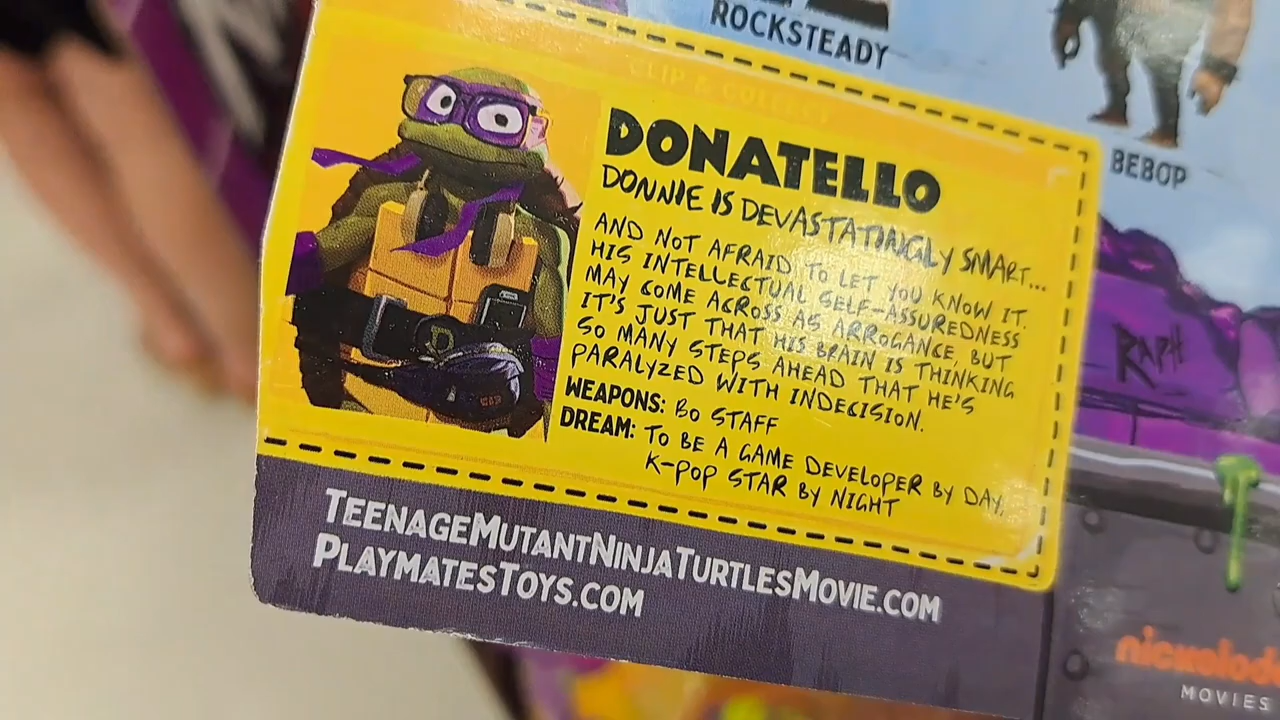 ROCKSTEADY
BEBOP
CLIP & COLLECT
DONATELLO
DONNIE IS DEVASTATINGLY SMART...
AND NOT AFRAID TO LET YOU KNOW IT.
HIS INTELLECTUAL SELF-ASSUREDNESS
MAY COME ACROSS AS ARROGANCE, BUT
IT'S JUST THAT HIS BRAIN IS THINKING
SO MANY STEPS AHEAD THAT HE'S
PARALYZED WITH INDECISION.
WEAPONS: BO STAFF
DREAM: TO BE A GAME DEVELOPER BY DAY,
K-POP STAR BY NIGHT
D
RAPH
TEENAGEMUTANTNINJATURTLESMOVIE.COM
PLAYMATESTOYS.COM
nickelod
MOVIES